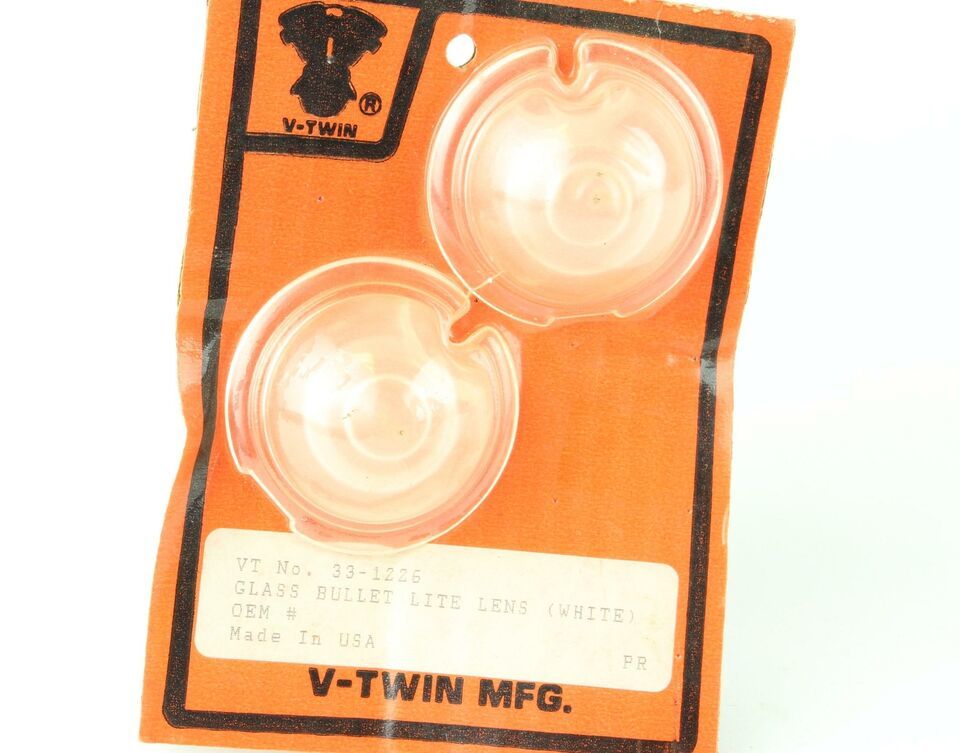 ®
V-TWIN
VT No. 33-1226
GLASS BULLET LITE LENS (WHITE)
OEM #
Made In USA
PR
V-TWIN MFG.